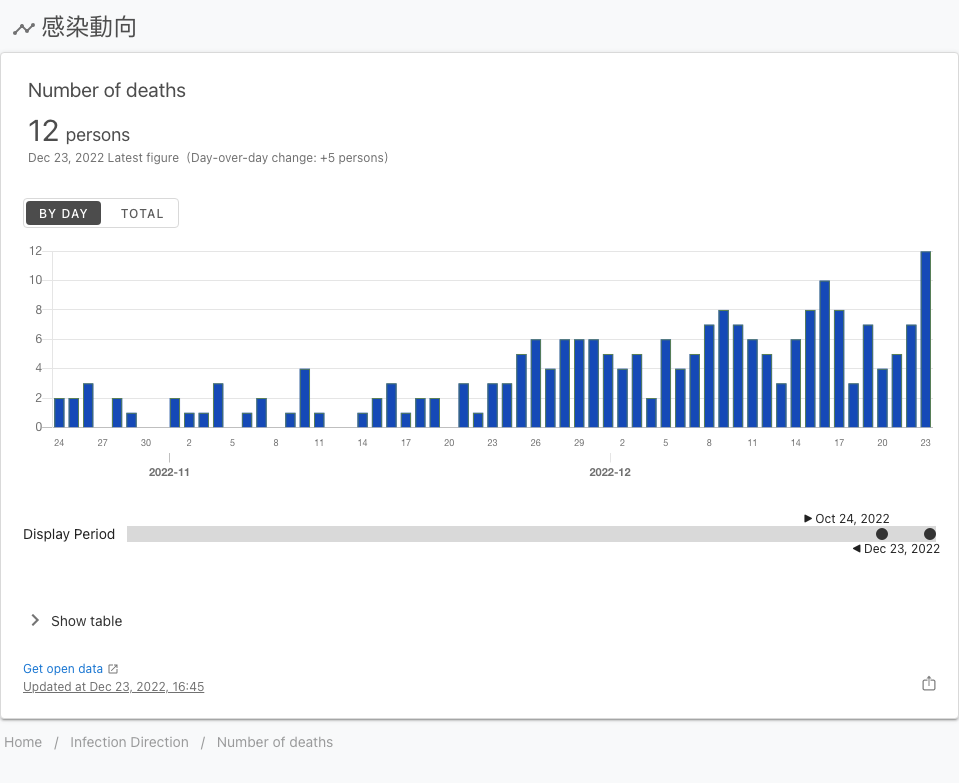 感染動向
Number of deaths
12 persons
Dec 23, 2022 Latest figure (Day-over-day change: +5 persons)
BY DAY TOTAL
12
10
8
6
4
2
0
24 27 30 2 5 8 11 14 17 20 23 26 29 2 5 8 11 14 17 20 23
2022-11 2022-12
Oct 24, 2022
Display Period
Dec 23, 2022
Show table
Get open data
Updated at Dec 23, 2022, 16:45
Home / Infection Direction / Number of deaths